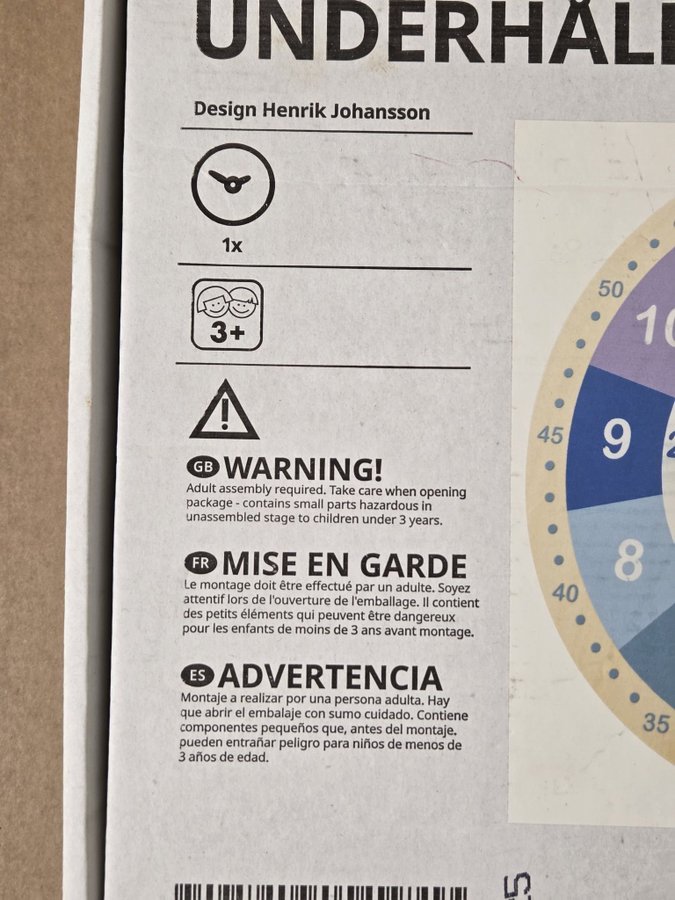 UNDERHÅL
Design Henrik Johansson
1x
3+
GB WARNING!
Adult assembly required. Take care when opening
package - contains small parts hazardous in
unassembled stage to children under 3 years.
FR MISE EN GARDE
Le montage doit être effectué par un adulte. Soyez
attentif lors de l'ouverture de l'emballage. Il contient
des petits éléments qui peuvent être dangereux
pour les enfants de moins de 3 ans avant montage.
ES ADVERTENCIA
Montaje a realizar por una persona adulta. Hay
que abrir el embalaje con sumo cuidado. Contiene
componentes pequeños que, antes del montaje,
pueden entrañar peligro para niños de menos de
3 años de edad.
50
10
45
9
2
8
40
35